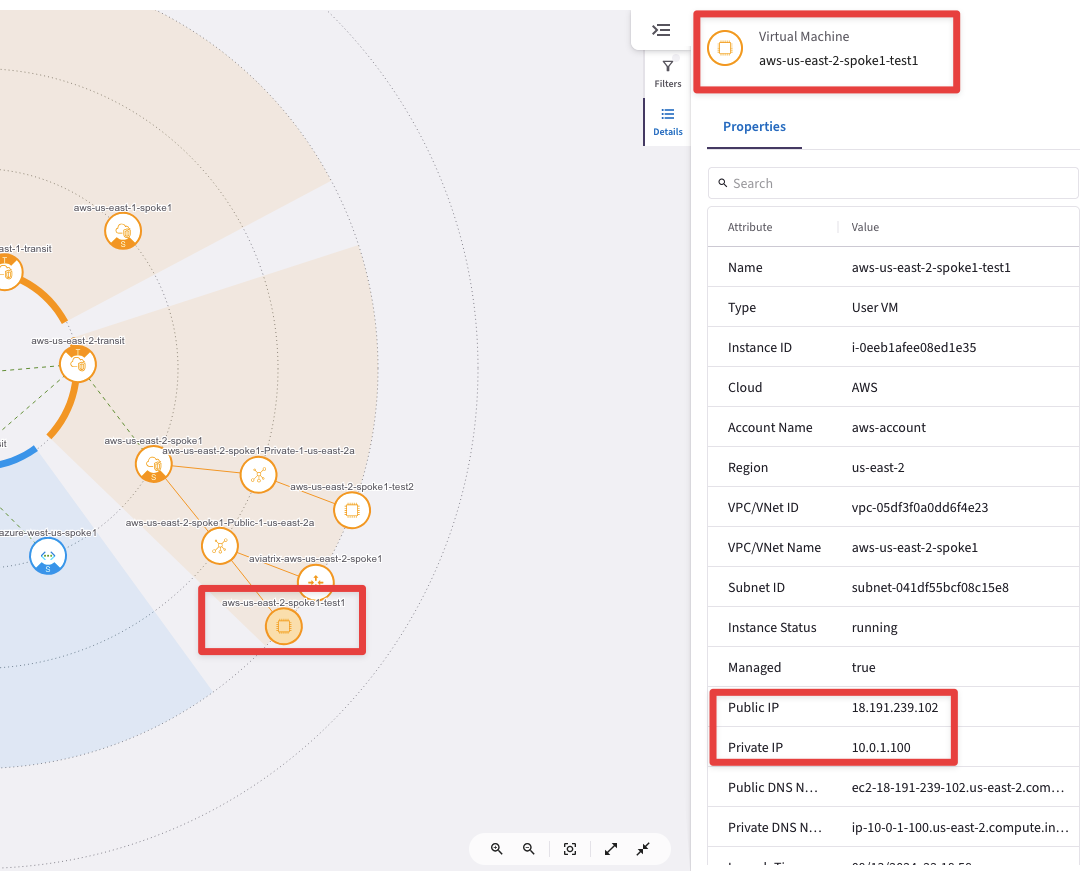 aws-us-east-1-spoke1
S
ast-1-transit
T
aws-us-east-2-transit
T
aws-us-east-2-spoke1
S
aws-us-east-2-spoke1-Private-1-us-east-2a
aws-us-east-2-spoke1-test2
aws-us-east-2-spoke1-Public-1-us-east-2a
azure-west-us-spoke1
S
aviatrix-aws-us-east-2-spoke1
aws-us-east-2-spoke1-test1
Filters
Details
Virtual Machine
aws-us-east-2-spoke1-test1
Properties
Search
Attribute Value
Name aws-us-east-2-spoke1-test1
Type User VM
Instance ID i-0eeb1afee08ed1e35
Cloud AWS
Account Name aws-account
Region us-east-2
VPC/VNet ID vpc-05df3f0a0dd6f4e23
VPC/VNet Name aws-us-east-2-spoke1
Subnet ID subnet-041df55bcf08c15e8
Instance Status running
Managed true
Public IP 18.191.239.102
Private IP 10.0.1.100
Public DNS N... ec2-18-191-239-102.us-east-2.com...
Private DNS N... ip-10-0-1-100.us-east-2.compute.in...